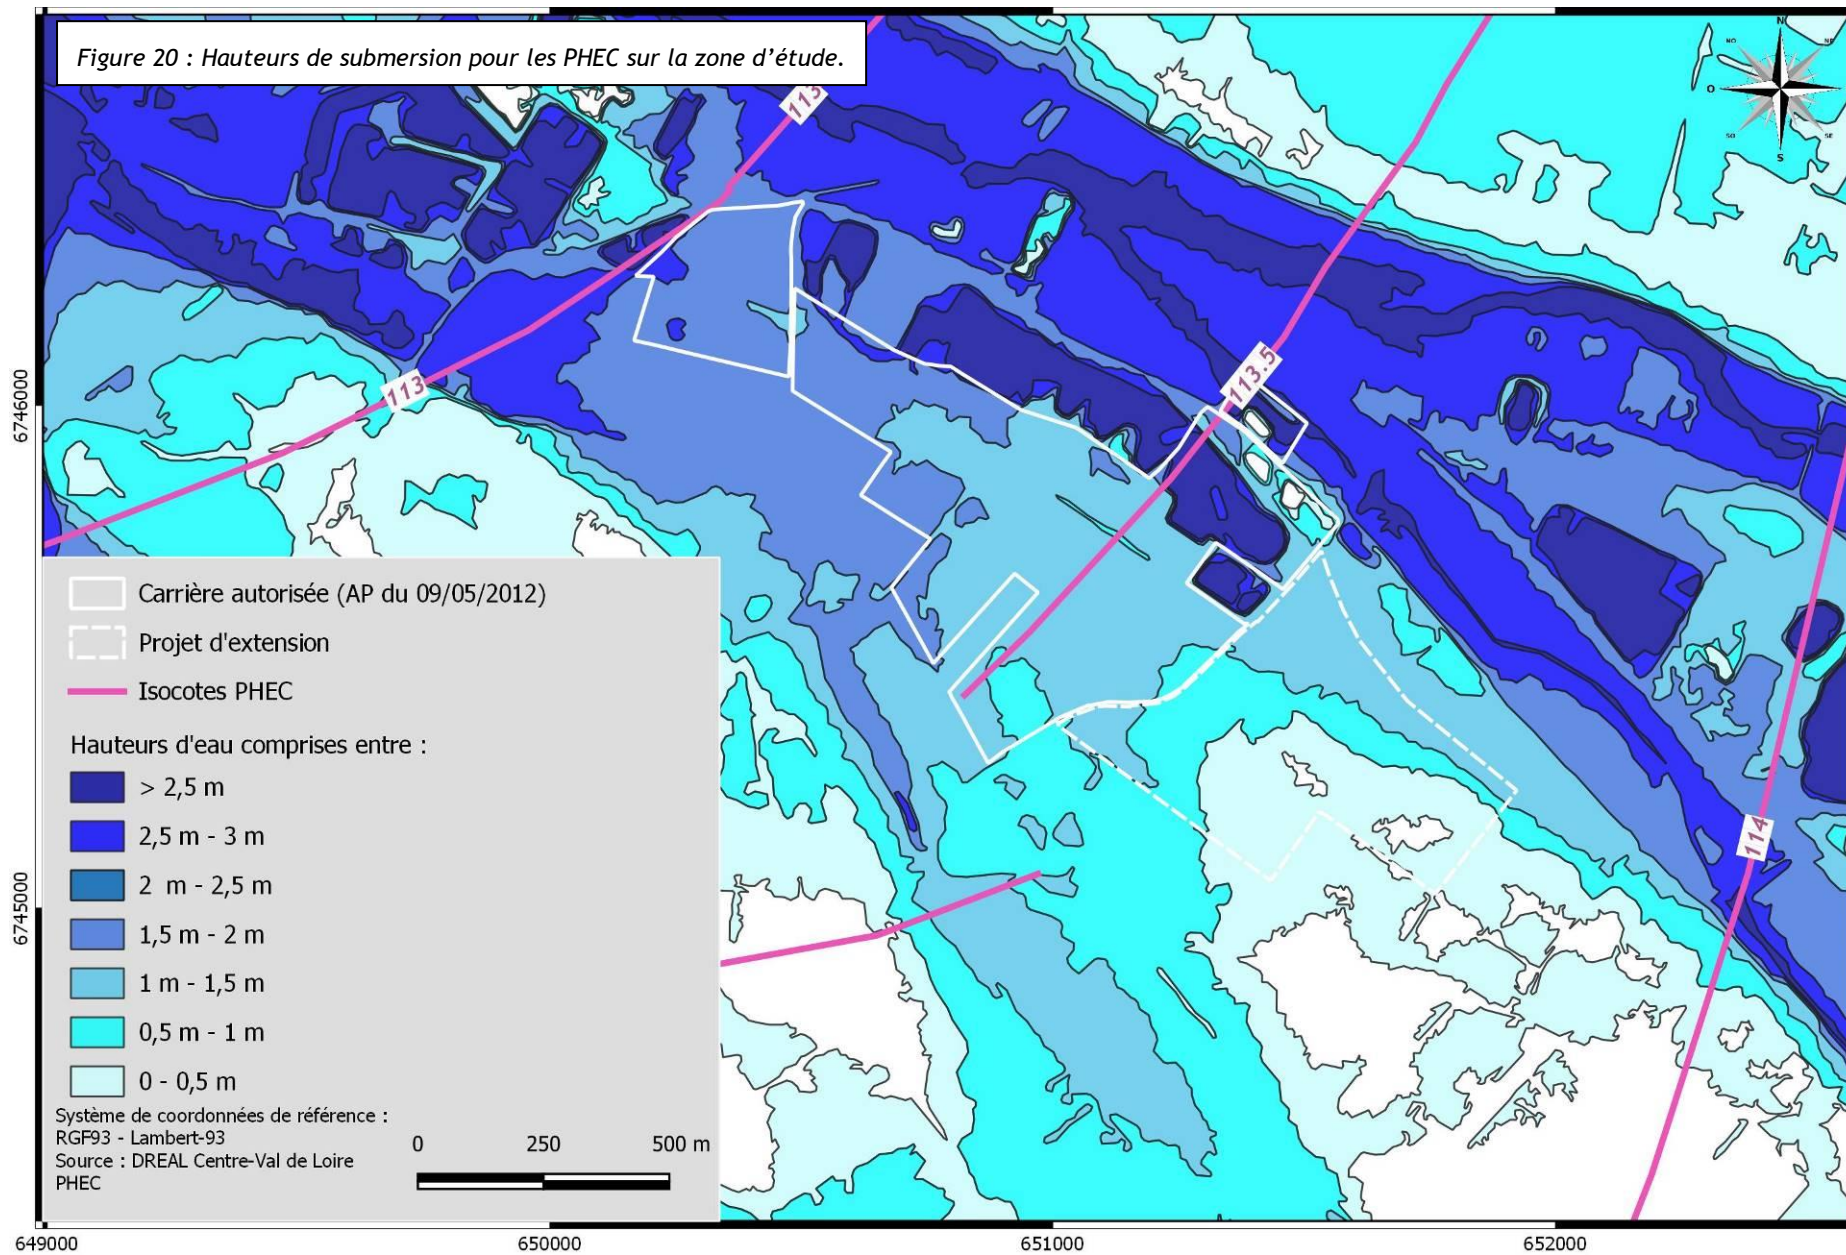 Figure 20 : Hauteurs de submersion pour les PHEC sur la zone d'étude.
N
NO
NE
O
SO
SE
S
113
113.5
113
114
6746000
6745000
Carrière autorisée (AP du 09/05/2012)
Projet d'extension
Isocotes PHEC
Hauteurs d'eau comprises entre :
> 2,5 m
2,5 m - 3 m
2 m - 2,5 m
1,5 m - 2 m
1 m - 1,5 m
0,5 m - 1 m
0 - 0,5 m
Système de coordonnées de référence :
RGF93 - Lambert-93
Source : DREAL Centre-Val de Loire
PHEC
0 250 500 m
649000 650000 651000 652000